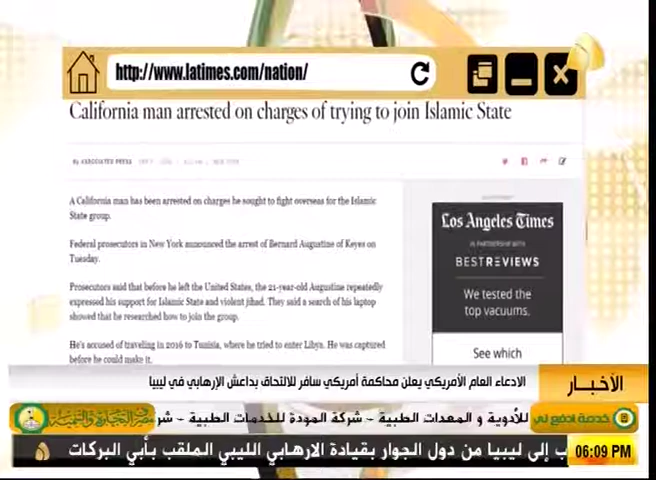 http://www.latimes.com/nation/
California man arrested on charges of trying to join Islamic State
By ASSOCIATED PRESS
A California man has been arrested on charges he sought to fight overseas for the Islamic
State group.
Federal prosecutors in New York announced the arrest of Bernard Augustine of Keyes on
Tuesday.
Prosecutors said that before he left the United States, the 21-year-old Augustine repeatedly
expressed his support for Islamic State and violent jihad. They said a search of his laptop
showed that he researched how to join the group.
He's accused of traveling in 2016 to Tunisia, where he tried to enter Libya. He was captured
before he could make it.
Los Angeles Times
IN PARTNERSHIP WITH
BESTREVIEWS
We tested the
top vacuums.
See which
الأخبار
الادعاء العام الأمريكي يعلن محاكمة أمريكي سافر للالتحاق بداعش الإرهابي في ليبيا
خدمة ادفع لي
للأدوية و المعدات الطبية - شركة المودة للخدمات الطبية - شر
التجارة والتنمية
ب إلى ليبيا من دول الجوار بقيادة الارهابي الليبي الملقب بأبي البركات
06:09 PM